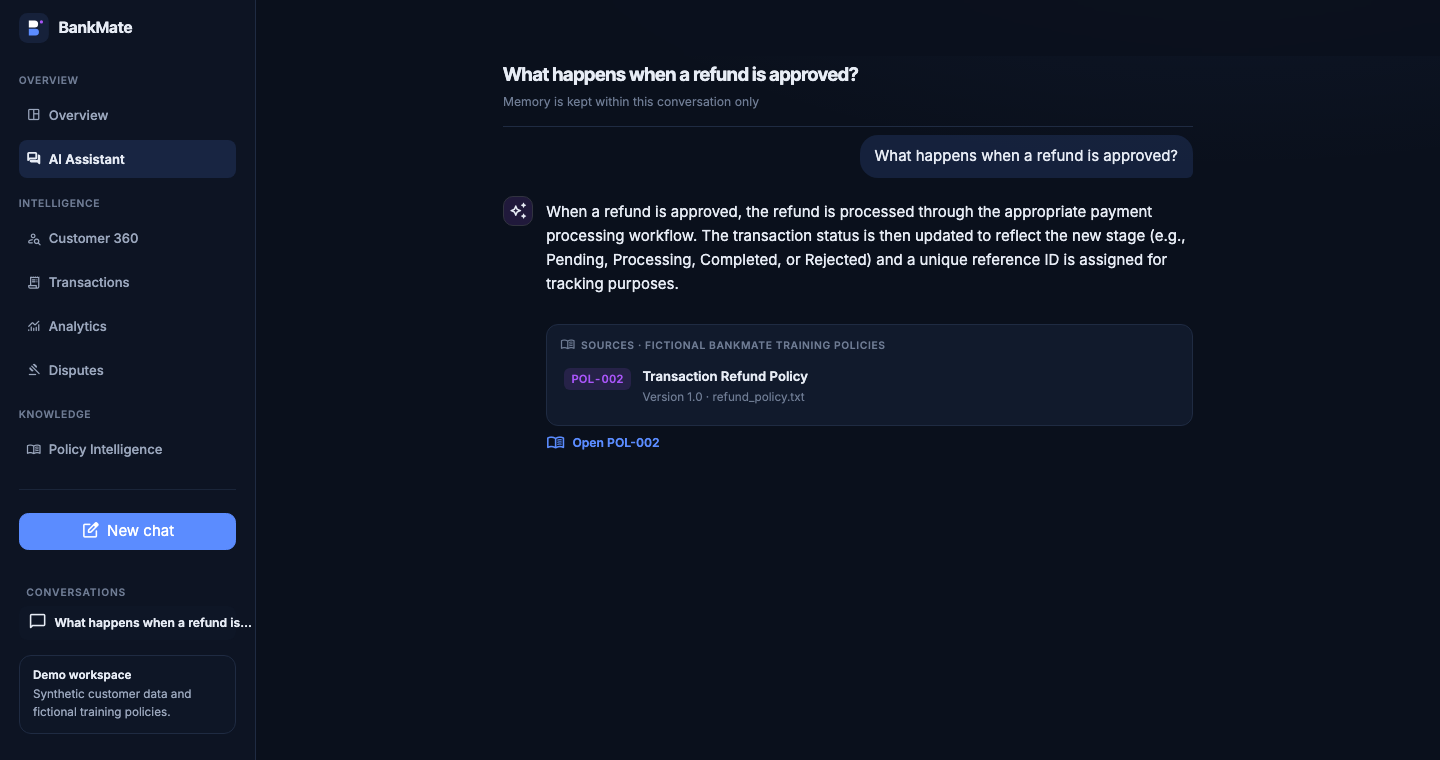 BankMate
OVERVIEW
Overview
AI Assistant
INTELLIGENCE
Customer 360
Transactions
Analytics
Disputes
KNOWLEDGE
Policy Intelligence
New chat
CONVERSATIONS
What happens when a refund is...
Demo workspace
Synthetic customer data and
fictional training policies.
What happens when a refund is approved?
Memory is kept within this conversation only
What happens when a refund is approved?
When a refund is approved, the refund is processed through the appropriate payment
processing workflow. The transaction status is then updated to reflect the new stage (e.g.,
Pending, Processing, Completed, or Rejected) and a unique reference ID is assigned for
tracking purposes.
SOURCES · FICTIONAL BANKMATE TRAINING POLICIES
POL-002 Transaction Refund Policy
Version 1.0 · refund_policy.txt
Open POL-002